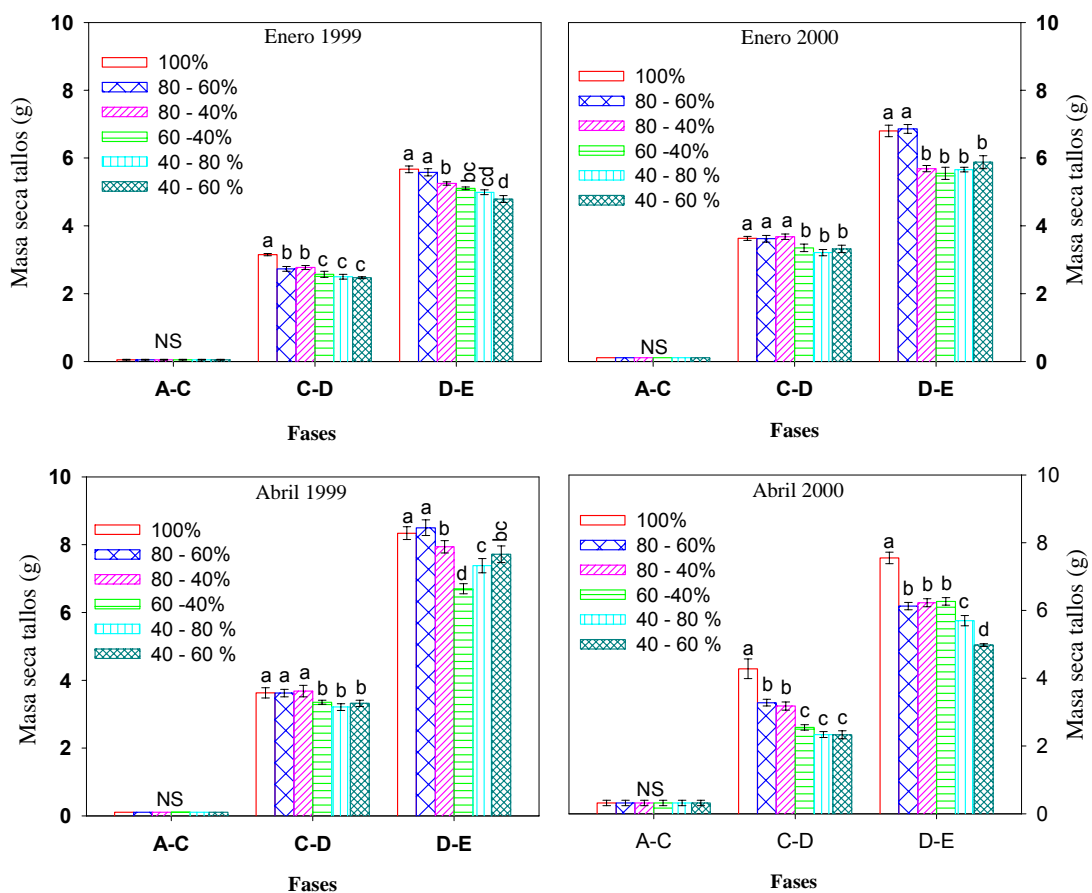 Enero 1999
Masa seca tallos (g)
10
8
6
4
2
0
100%
80 - 60%
80 - 40%
60 -40%
40 - 80 %
40 - 60 %
NS
a b b c c c
a a b bc cd d
A-C C-D D-E
Fases
Enero 2000
100%
80 - 60%
80 - 40%
60 -40%
40 - 80 %
40 - 60 %
NS
a a a b b b
a a b b b b
A-C C-D D-E
Fases
10
8
6
4
2
0
Masa seca tallos (g)
Abril 1999
Masa seca tallos (g)
10
8
6
4
2
0
100%
80 - 60%
80 - 40%
60 -40%
40 - 80 %
40 - 60 %
NS
a a a b b b
a a b d c bc
A-C C-D D-E
Fases
Abril 2000
100%
80 - 60%
80 - 40%
60 -40%
40 - 80 %
40 - 60 %
NS
a b b c c c
a b b b c d
A-C C-D D-E
Fases
10
8
6
4
2
0
Masa seca tallos (g)